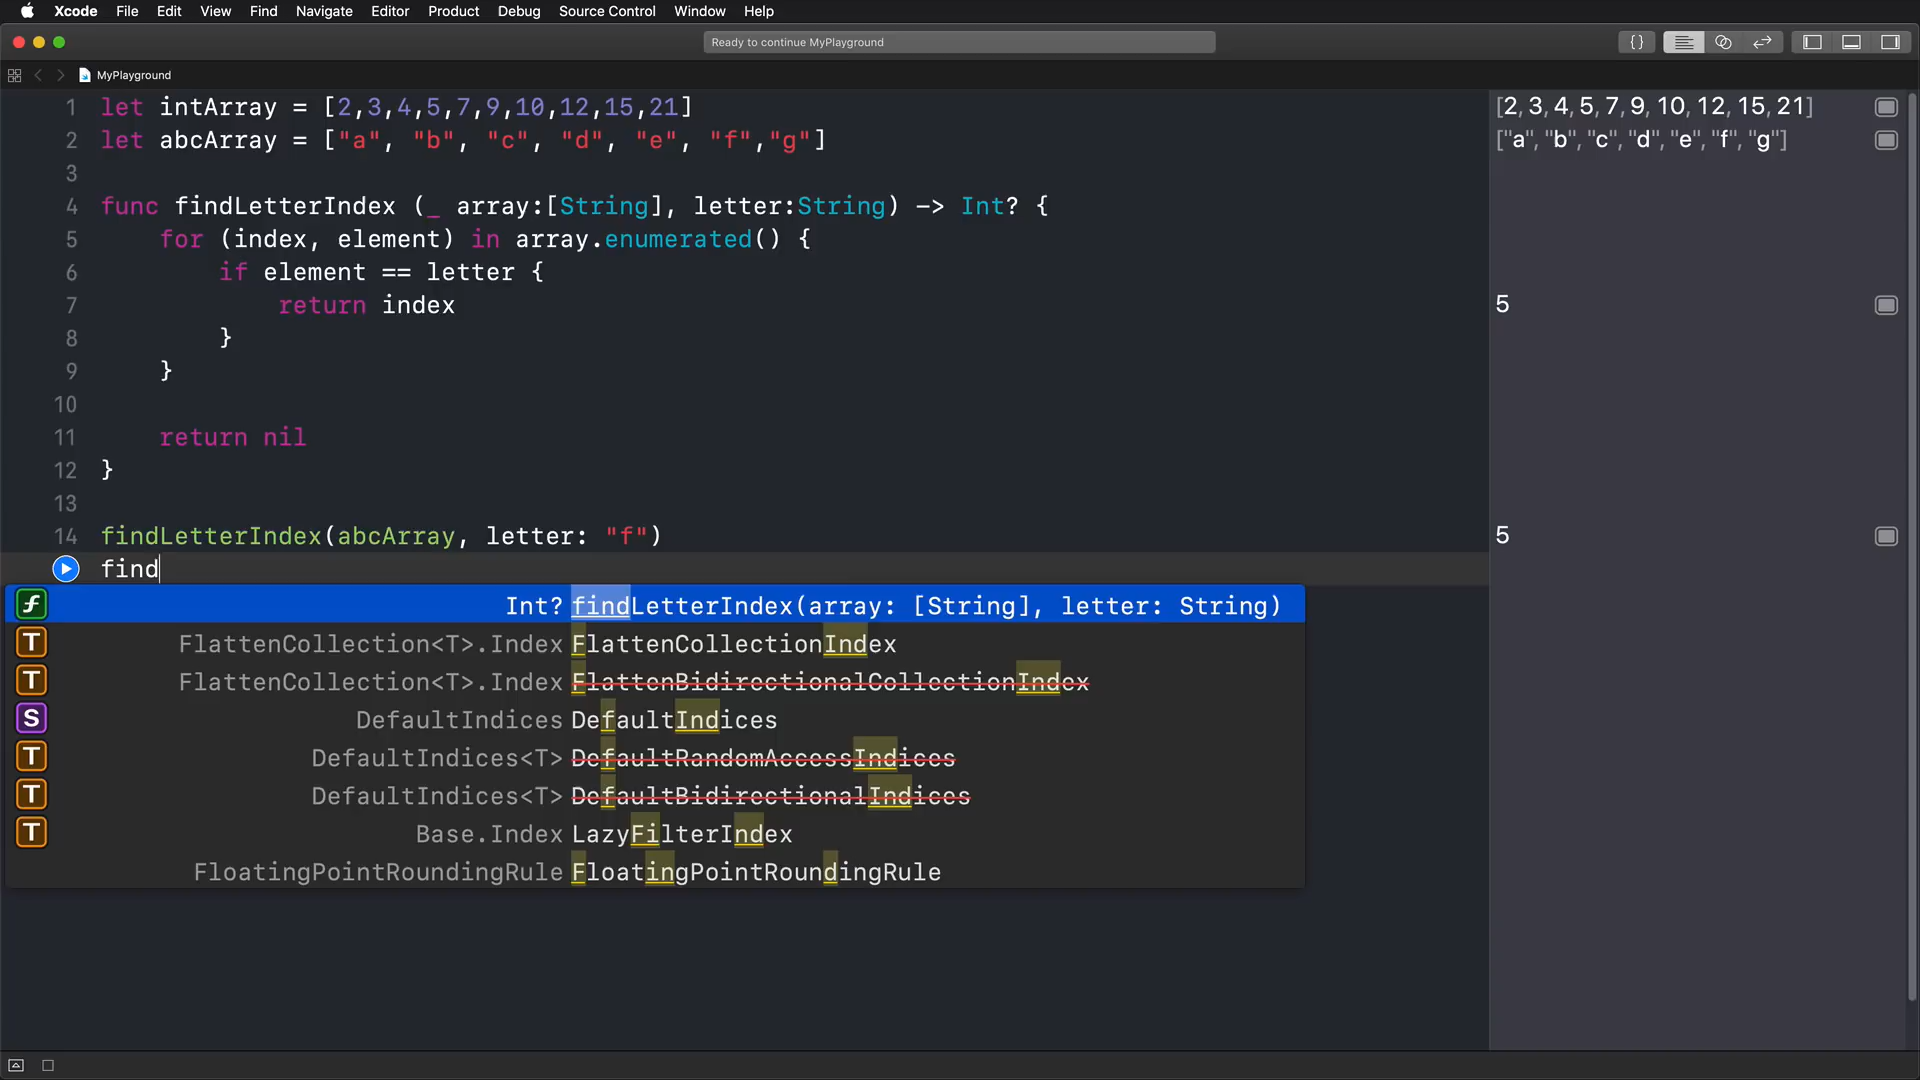 Xcode File Edit View Find Navigate Editor Product Debug Source Control Window Help
Ready to continue MyPlayground
MyPlayground
1 let intArray = [2,3,4,5,7,9,10,12,15,21]
[2, 3, 4, 5, 7, 9, 10, 12, 15, 21]
2 let abcArray = ["a", "b", "c", "d", "e", "f","g"]
["a", "b", "c", "d", "e", "f", "g"]
3
4 func findLetterIndex (_ array:[String], letter:String) -> Int? {
5 for (index, element) in array.enumerated() {
6 if element == letter {
7 return index
5
8 }
9 }
10
11 return nil
12 }
13
14 findLetterIndex(abcArray, letter: "f")
5
find
f Int? findLetterIndex(array: [String], letter: String)
T FlattenCollection<T>.Index FlattenCollectionIndex
T FlattenCollection<T>.Index FlattenBidirectionalCollectionIndex
S DefaultIndices DefaultIndices
T DefaultIndices<T> DefaultRandomAccessIndices
T DefaultIndices<T> DefaultBidirectionalIndices
T Base.Index LazyFilterIndex
FloatingPointRoundingRule FloatingPointRoundingRule